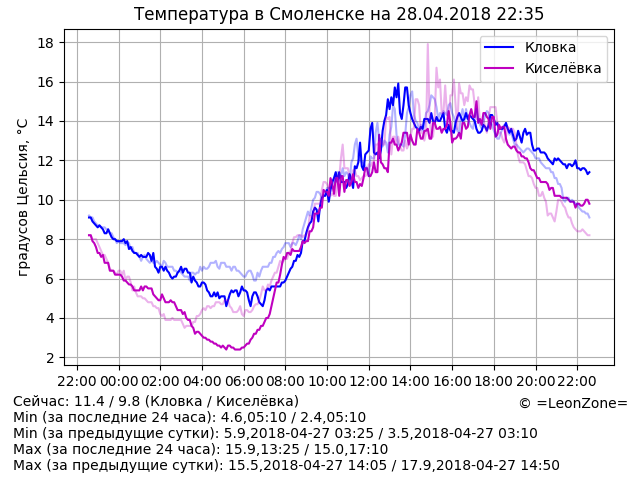 Температура в Смоленске на 28.04.2018 22:35
Кловка
Киселёвка
градусов Цельсия, °C
18
16
14
12
10
8
6
4
2
22:00 00:00 02:00 04:00 06:00 08:00 10:00 12:00 14:00 16:00 18:00 20:00 22:00
Сейчас: 11.4 / 9.8 (Кловка / Киселёвка)
© =LeonZone=
Min (за последние 24 часа): 4.6,05:10 / 2.4,05:10
Min (за предыдущие сутки): 5.9,2018-04-27 03:25 / 3.5,2018-04-27 03:10
Max (за последние 24 часа): 15.9,13:25 / 15.0,17:10
Max (за предыдущие сутки): 15.5,2018-04-27 14:05 / 17.9,2018-04-27 14:50